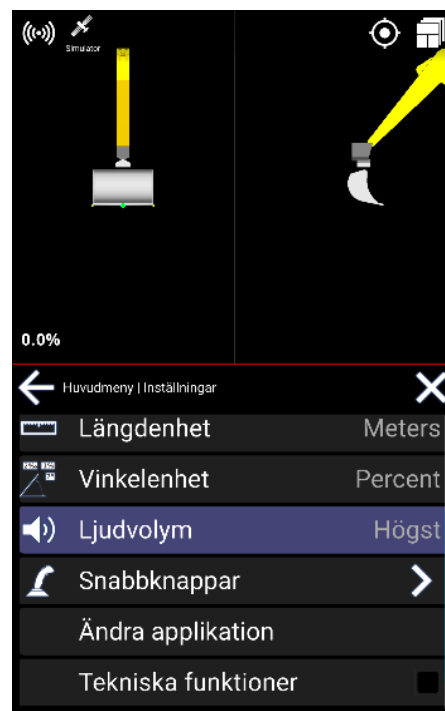 Simulator
0.0%
Huvudmeny | Inställningar
Längdenhet Meters
Vinkelenhet Percent
Ljudvolym Högst
Snabbknappar
Ändra applikation
Tekniska funktioner